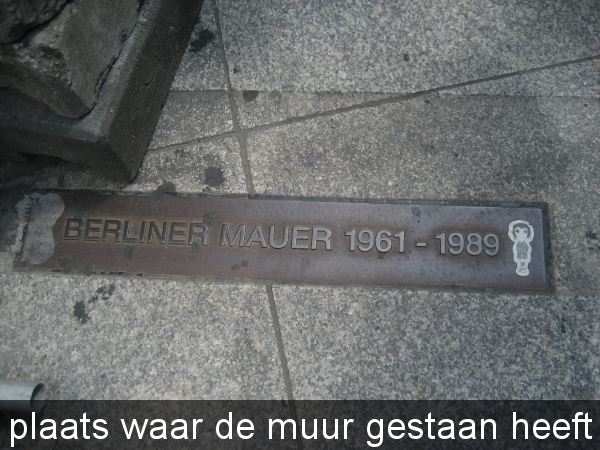 BERLINER MAUER 1961 - 1989
plaats waar de muur gestaan heeft